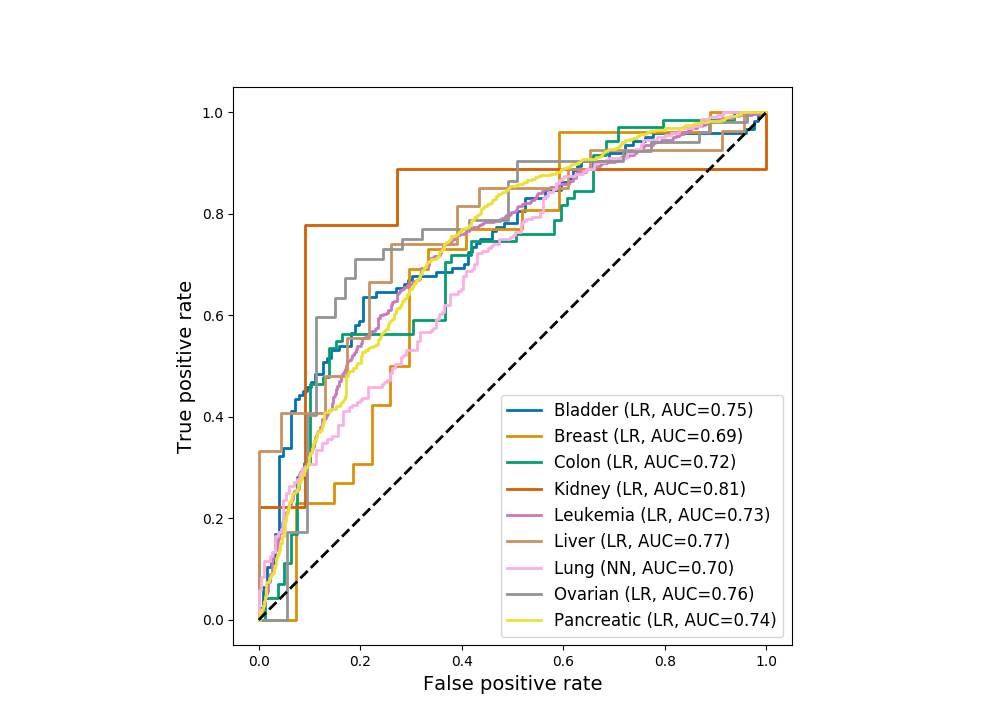 1.0
0.8
0.6
0.4
0.2
0.0
True positive rate
Bladder (LR, AUC=0.75)
Breast (LR, AUC=0.69)
Colon (LR, AUC=0.72)
Kidney (LR, AUC=0.81)
Leukemia (LR, AUC=0.73)
Liver (LR, AUC=0.77)
Lung (NN, AUC=0.70)
Ovarian (LR, AUC=0.76)
Pancreatic (LR, AUC=0.74)
0.0 0.2 0.4 0.6 0.8 1.0
False positive rate